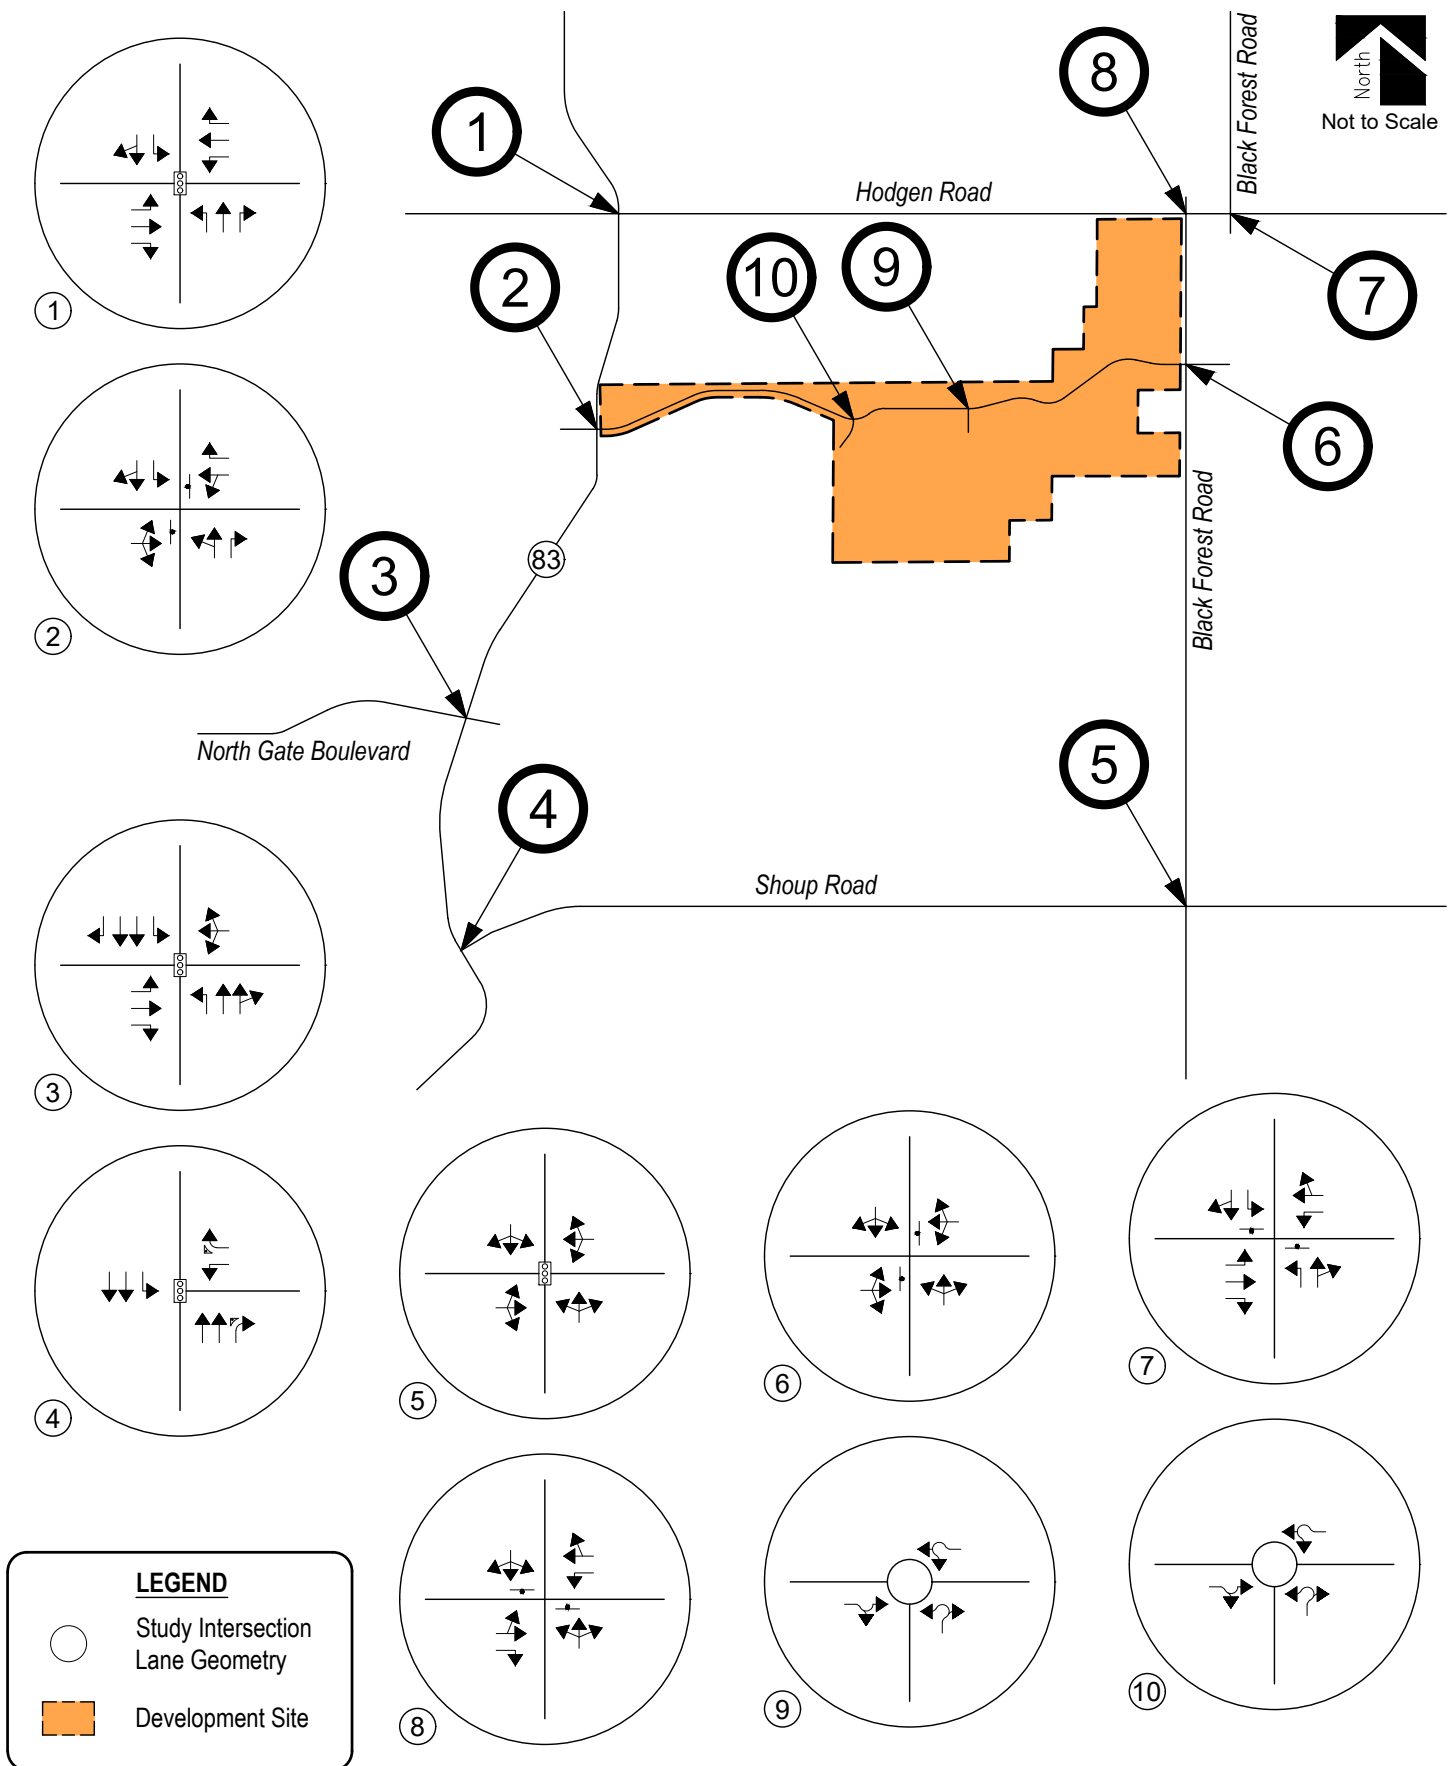 Black Forest Road
North
Not to Scale
8
1
Hodgen Road
1
2
10
9
7
6
2
83
3
Black Forest Road
North Gate Boulevard
4
5
Shoup Road
3
4
5
6
7
8
9
10
LEGEND
Study Intersection
Lane Geometry
Development Site